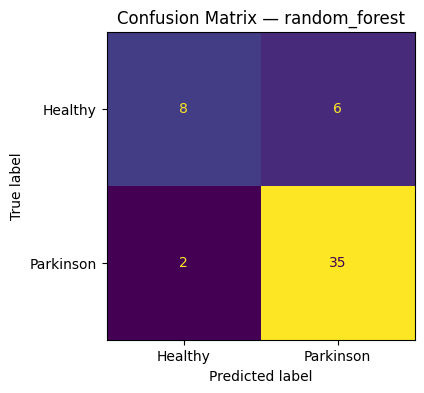 Confusion Matrix — random_forest
True label
Healthy
8 6
Parkinson
2 35
Healthy Parkinson
Predicted label